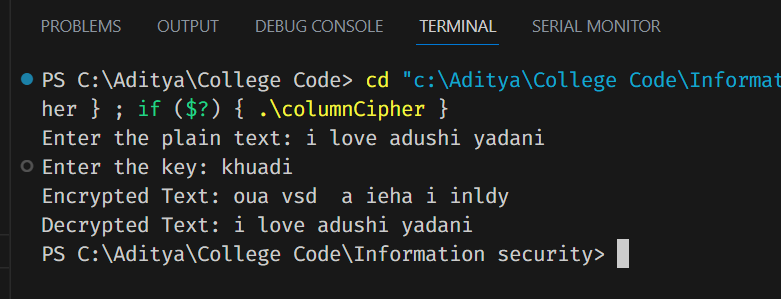 PROBLEMS OUTPUT DEBUG CONSOLE TERMINAL SERIAL MONITOR
PS C:\Aditya\College Code> cd "c:\Aditya\College Code\Informat
her } ; if ($?) { .\columnCipher }
Enter the plain text: i love adushi yadani
Enter the key: khuadi
Encrypted Text: oua vsd  a ieha i inldy
Decrypted Text: i love adushi yadani
PS C:\Aditya\College Code\Information security>